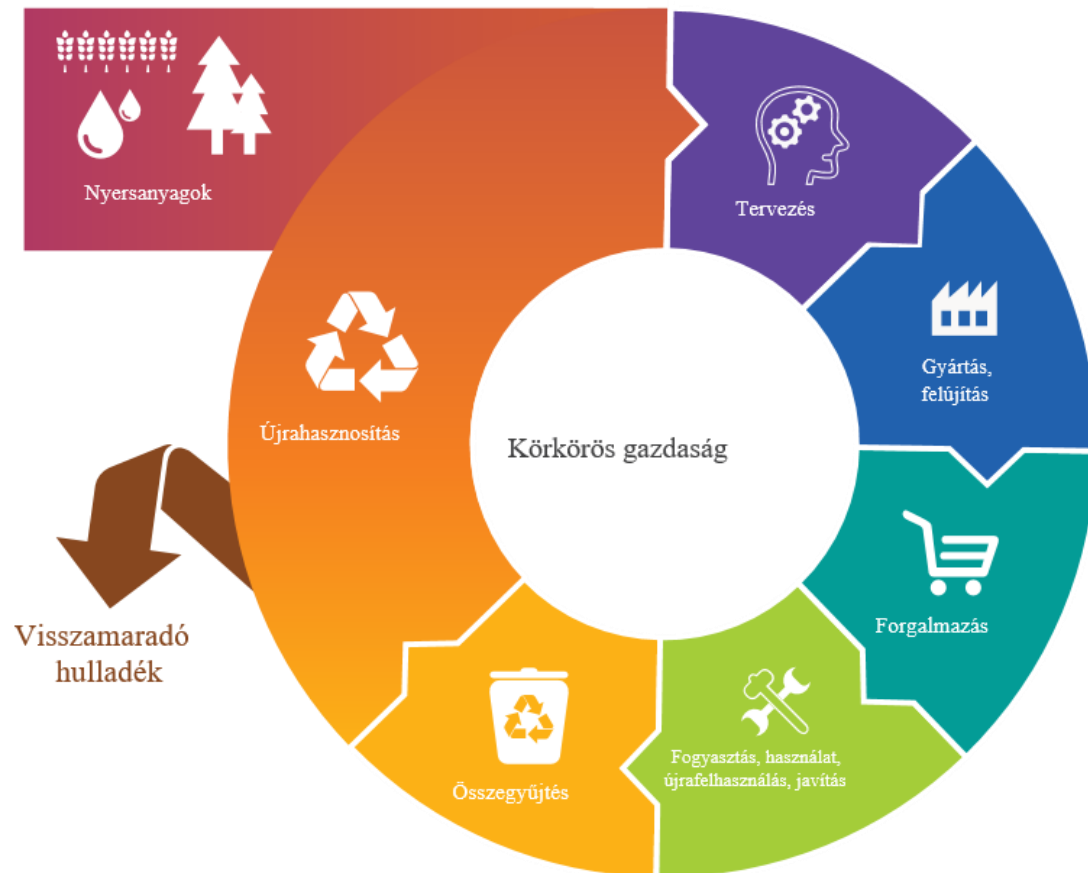 Nyersanyagok
Tervezés
Gyártás,
felújítás
Újrahasznosítás
Körkörös gazdaság
Forgalmazás
Visszamaradó
hulladék
Fogyasztás, használat,
újrafelhasználás, javítás
Összegyűjtés